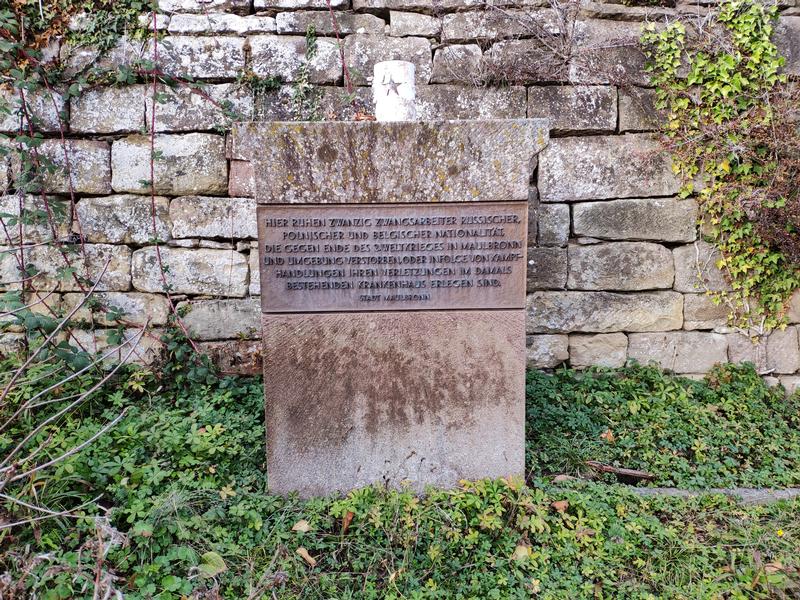 HIER RUHEN ZWANZIG ZWANGSARBEITER RUSSISCHER,
POLNISCHER UND BELGISCHER NATIONALITÄT,
DIE GEGEN ENDE DES 2.WELTKRIEGES IN MAULBRONN
UND UMGEBUNG VERSTORBEN, ODER INFOLGE VON KAMPF-
HANDLUNGEN IHREN VERLETZUNGEN IM DAMALS
BESTEHENDEN KRANKENHAUS ERLEGEN SIND.
STADT MAULBRONN